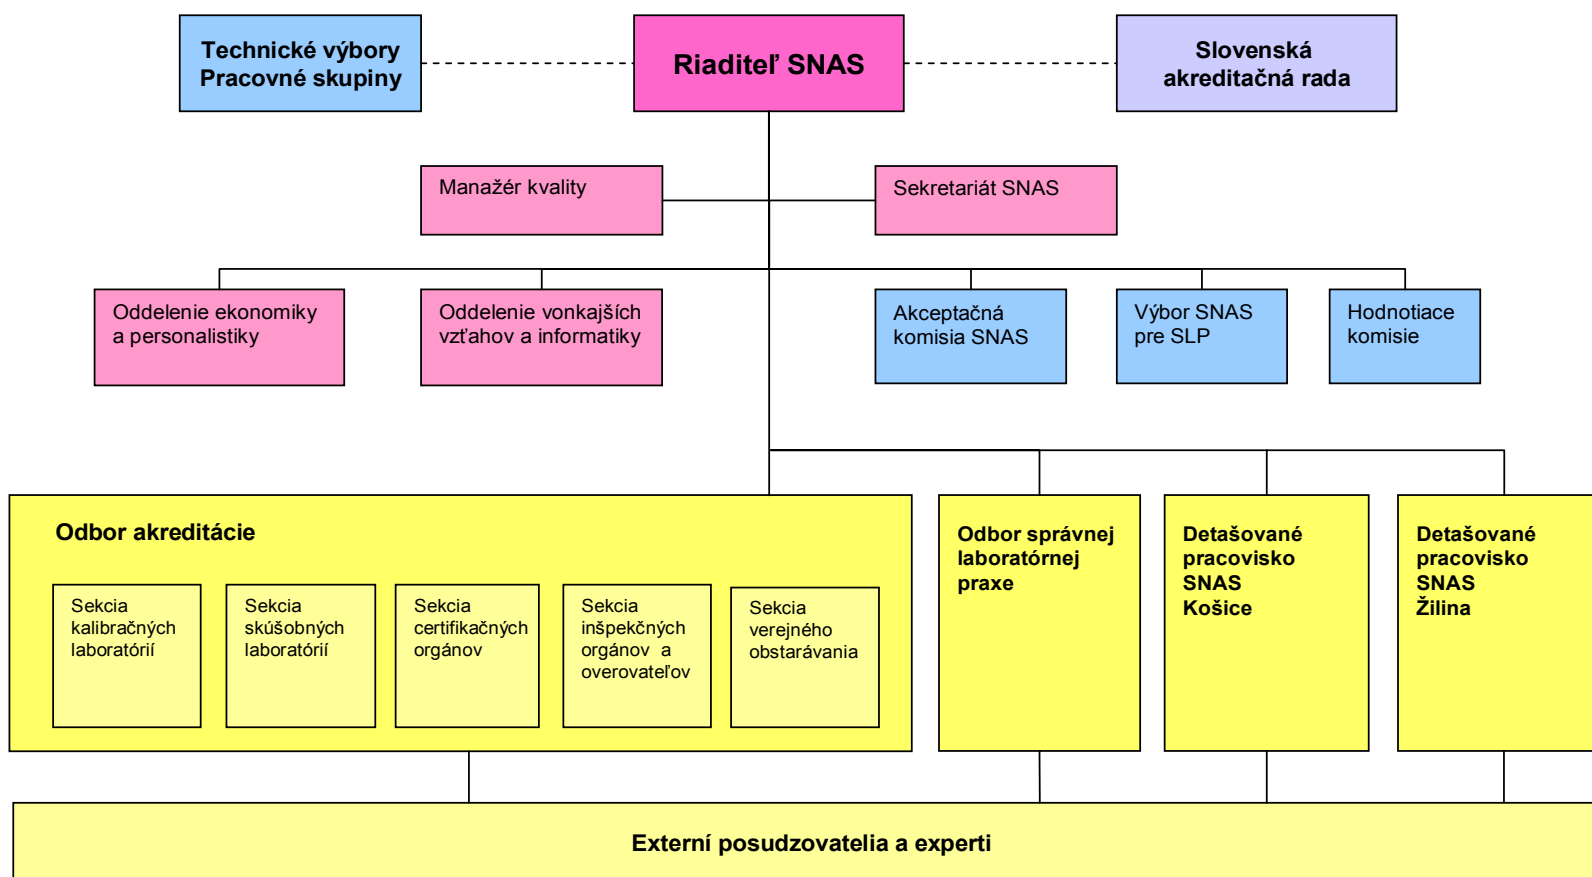 Technické výbory
Pracovné skupiny
Riaditeľ SNAS
Slovenská
akreditačná rada
Manažér kvality
Sekretariát SNAS
Oddelenie ekonomiky
a personalistiky
Oddelenie vonkajších
vzťahov a informatiky
Akceptačná
komisia SNAS
Výbor SNAS
pre SLP
Hodnotiace
komisie
Odbor akreditácie
Sekcia
kalibračných
laboratórií
Sekcia
skúšobných
laboratórií
Sekcia
certifikačných
orgánov
Sekcia
inšpekčných
orgánov a
overovateľov
Sekcia
verejného
obstarávania
Odbor správnej
laboratórnej
praxe
Detašované
pracovisko
SNAS
Košice
Detašované
pracovisko
SNAS
Žilina
Externí posudzovatelia a experti